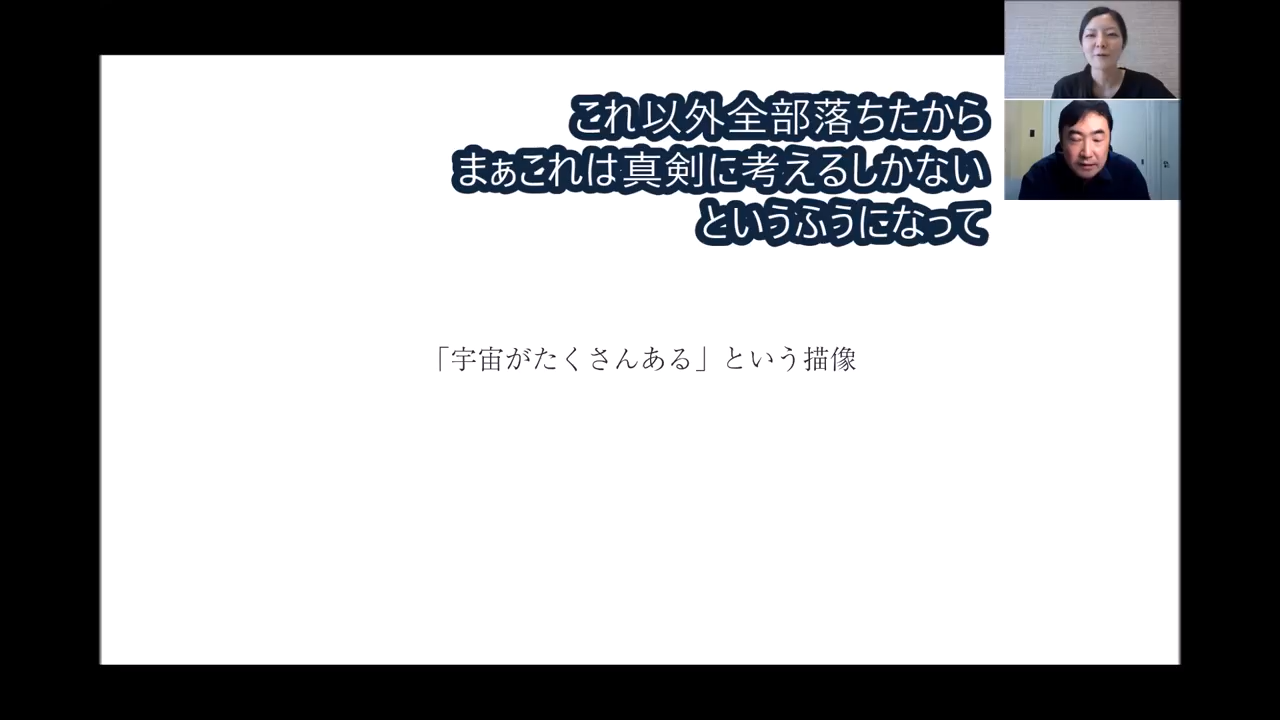 これ以外全部落ちたから
まぁこれは真剣に考えるしかない
というふうになって
「宇宙がたくさんある」という描像